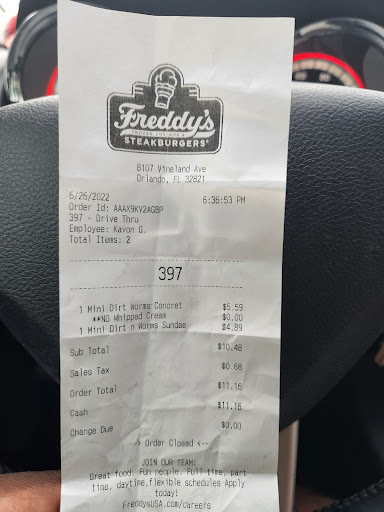 Freddy's
FROZEN CUSTARD &
STEAKBURGERS®
8107 Vineland Ave
Orlando, FL 32821
6/26/2022 6:36:53 PM
Order Id: AAAX9KV2AGBP
397 - Drive Thru
Employee: Kavon G.
Total Items: 2
397
1 Mini Dirt Worms Concret $5.59
**NO Whipped Cream $0.00
1 Mini Dirt n Worms Sundae $4.89
Sub Total $10.48
Sales Tax $0.68
Order Total $11.16
Cash $11.16
Change Due $0.00
--> Order Closed <--
JOIN OUR TEAM!
Great food. Fun people. Full time, part
time, daytime,flexible schedules Apply
today!
FreddysUSA.com/careers